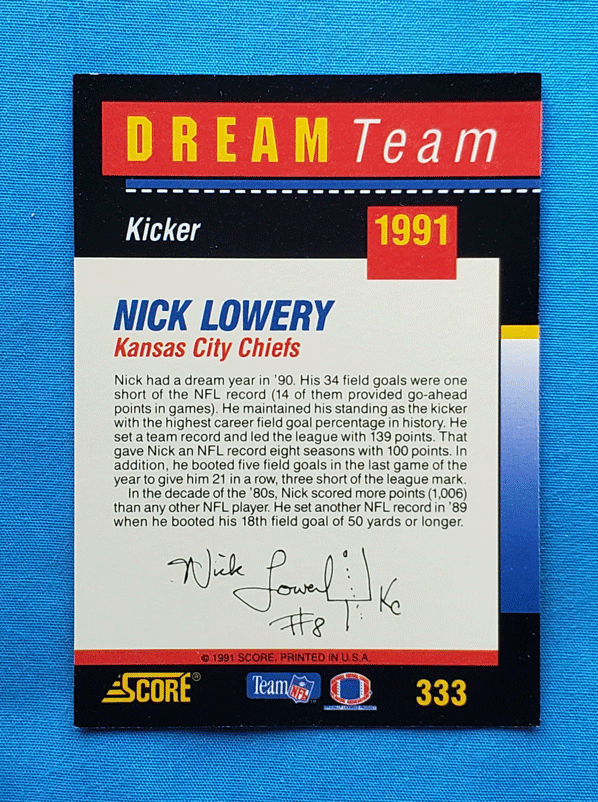 DREAM Team
Kicker
1991
NICK LOWERY
Kansas City Chiefs
Nick had a dream year in '90. His 34 field goals were one
short of the NFL record (14 of them provided go-ahead
points in games). He maintained his standing as the kicker
with the highest career field goal percentage in history. He
set a team record and led the league with 139 points. That
gave Nick an NFL record eight seasons with 100 points. In
addition, he booted five field goals in the last game of the
year to give him 21 in a row, three short of the league mark.
In the decade of the '80s, Nick scored more points (1,006)
than any other NFL player. He set another NFL record in '89
when he booted his 18th field goal of 50 yards or longer.
Nick Lowery
#8 KC
© 1991 SCORE, PRINTED IN U.S.A.
SCORE® Team NFL™ 333